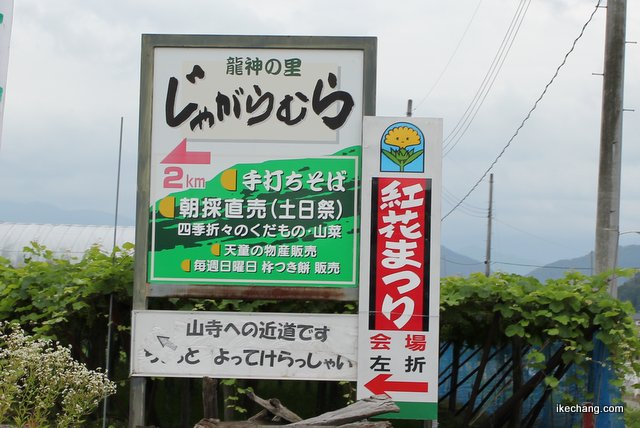 龍神の里
じゃがらむら
2km
手打ちそば
朝採直売(土日祭)
四季折々のくだもの・山菜
天童の物産販売
毎週日曜日 杵つき餅 販売
山寺への近道です
よってけらっしゃい
紅花まつり
会場
左折
ikechang.com